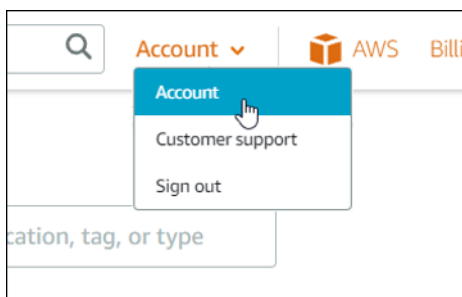 Account AWS Billi
Account
Customer support
Sign out
cation, tag, or type